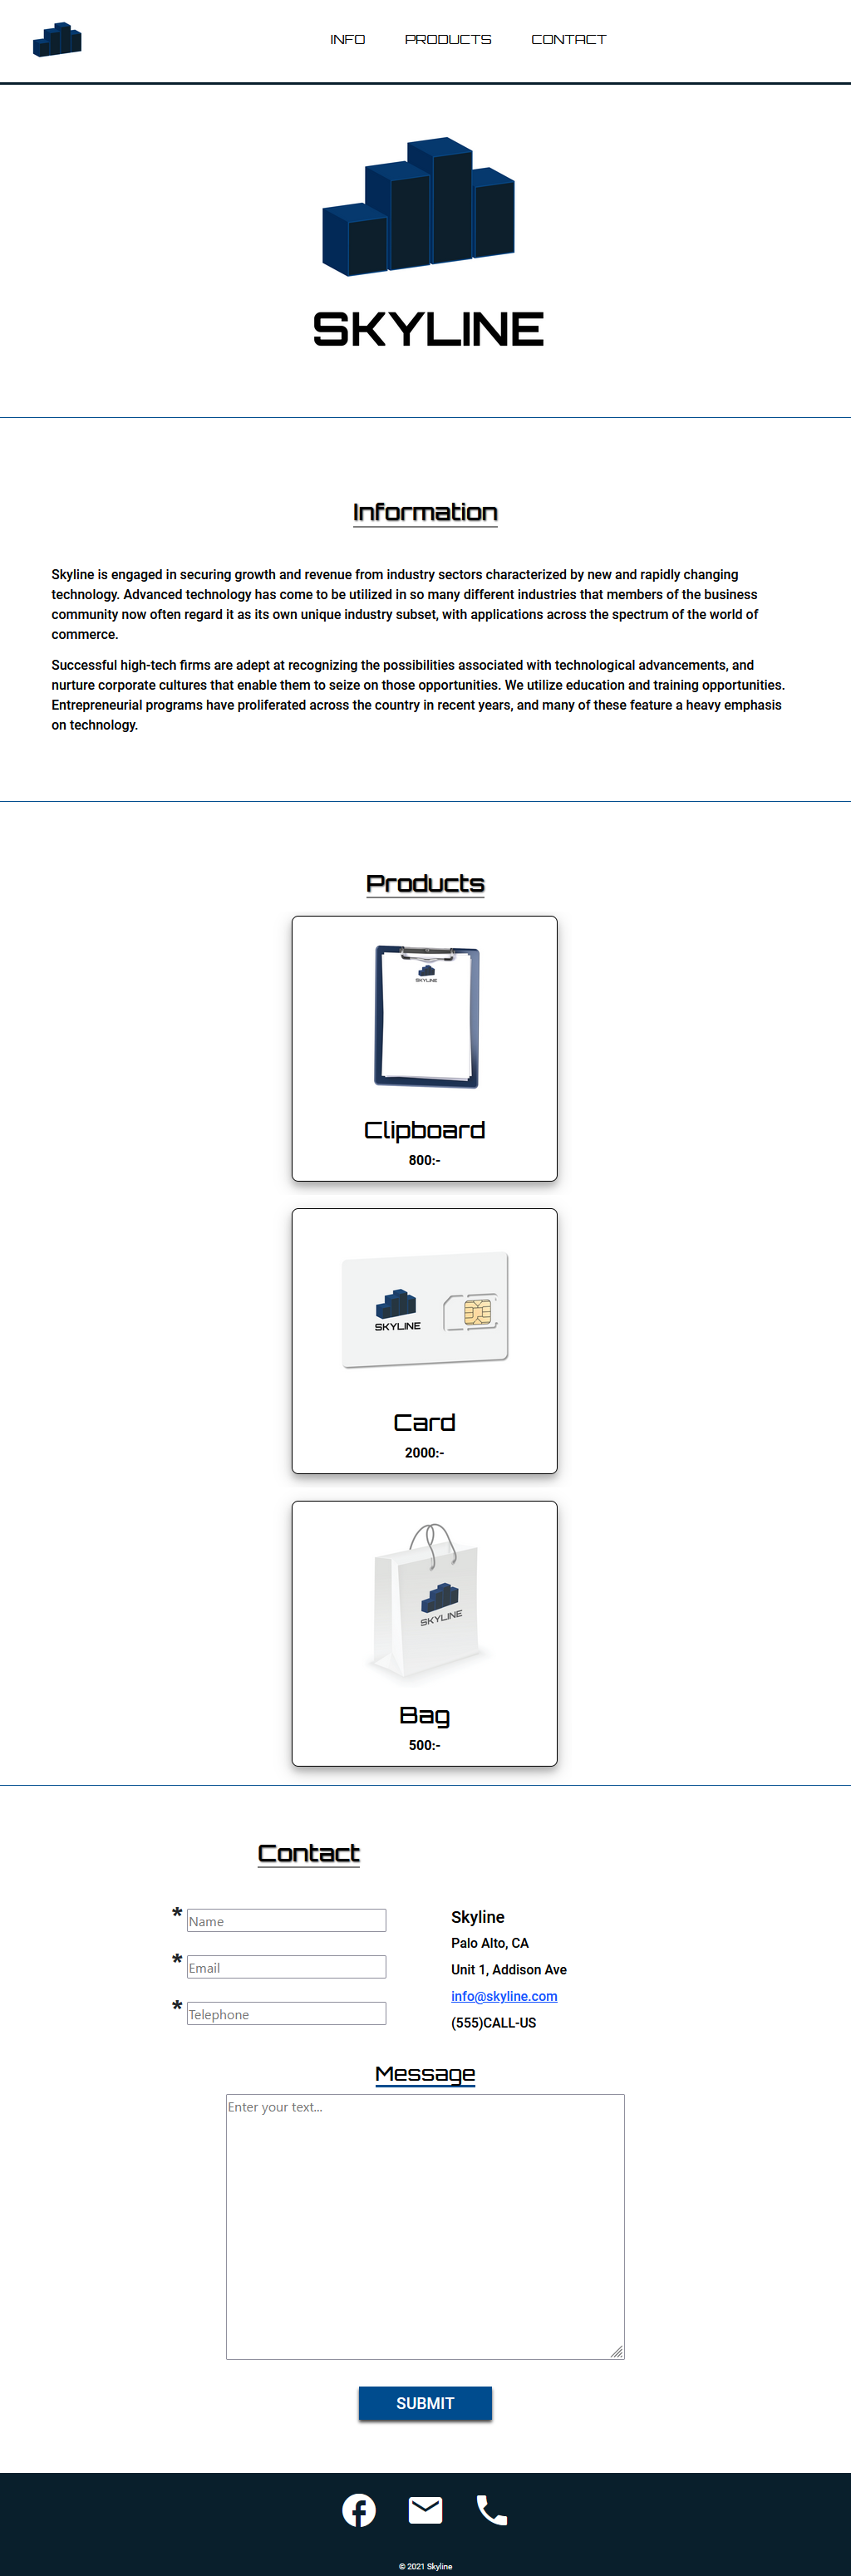 INFO PRODUCTS CONTACT
SKYLINE
Information
Skyline is engaged in securing growth and revenue from industry sectors characterized by new and rapidly changing
technology. Advanced technology has come to be utilized in so many different industries that members of the business
community now often regard it as its own unique industry subset, with applications across the spectrum of the world of
commerce.
Successful high-tech firms are adept at recognizing the possibilities associated with technological advancements, and
nurture corporate cultures that enable them to seize on those opportunities. We utilize education and training opportunities.
Entrepreneurial programs have proliferated across the country in recent years, and many of these feature a heavy emphasis
on technology.
Products
SKYLINE
Clipboard
800:-
SKYLINE
Card
2000:-
SKYLINE
Bag
500:-
Contact
* Name
* Email
* Telephone
Skyline
Palo Alto, CA
Unit 1, Addison Ave
info@skyline.com
(555)CALL-US
Message
Enter your text...
SUBMIT
© 2021 Skyline